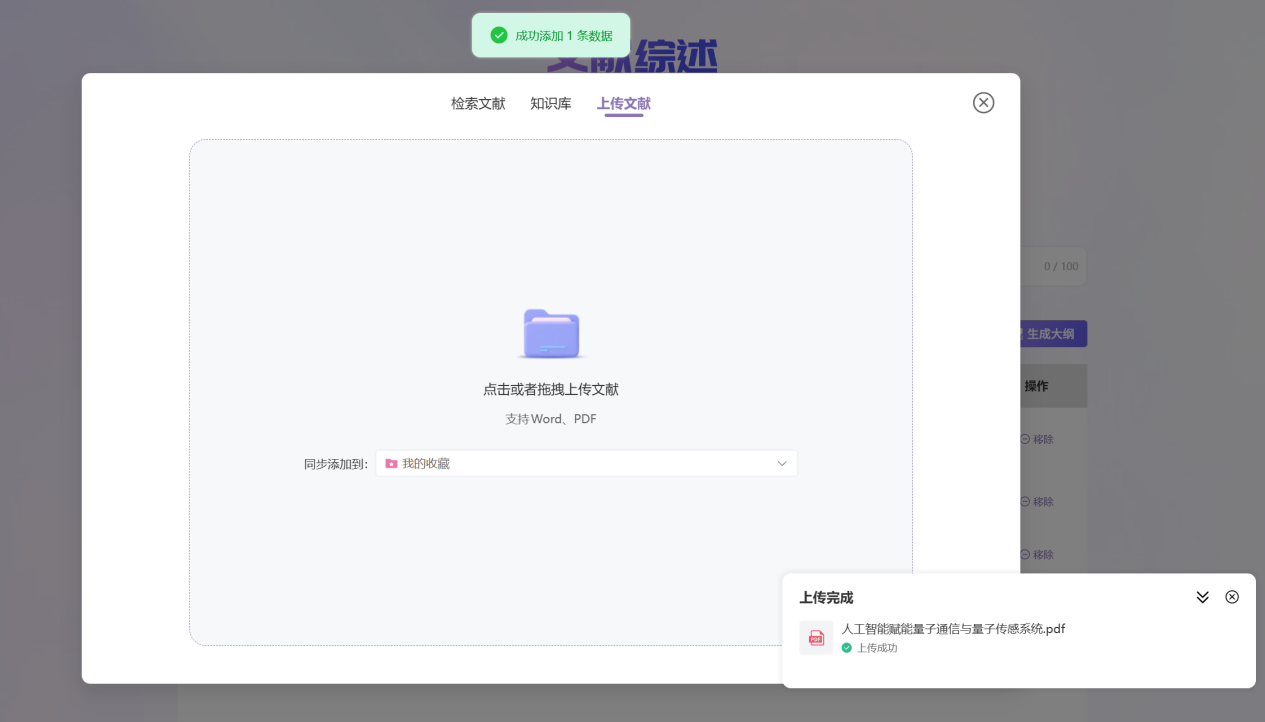 成功添加 1 条数据
文献综述
检索文献
知识库
上传文献
0 / 100
生成大纲
操作
移除
移除
移除
点击或者拖拽上传文献
支持Word、PDF
同步添加到：
我的收藏
上传完成
PDF
人工智能赋能量子通信与量子传感系统.pdf
上传成功